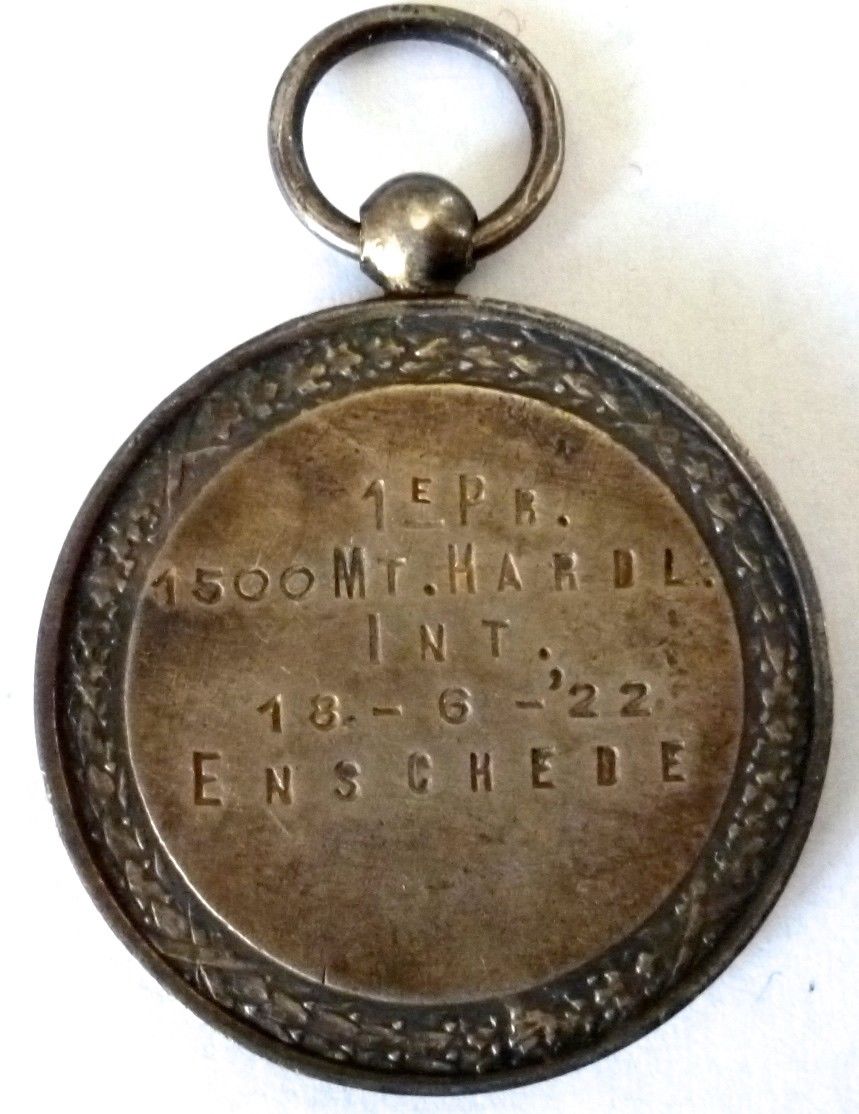 1E PR.
1500 MT. HARDL.
INT.
18.-6-'22
ENSCHEDE